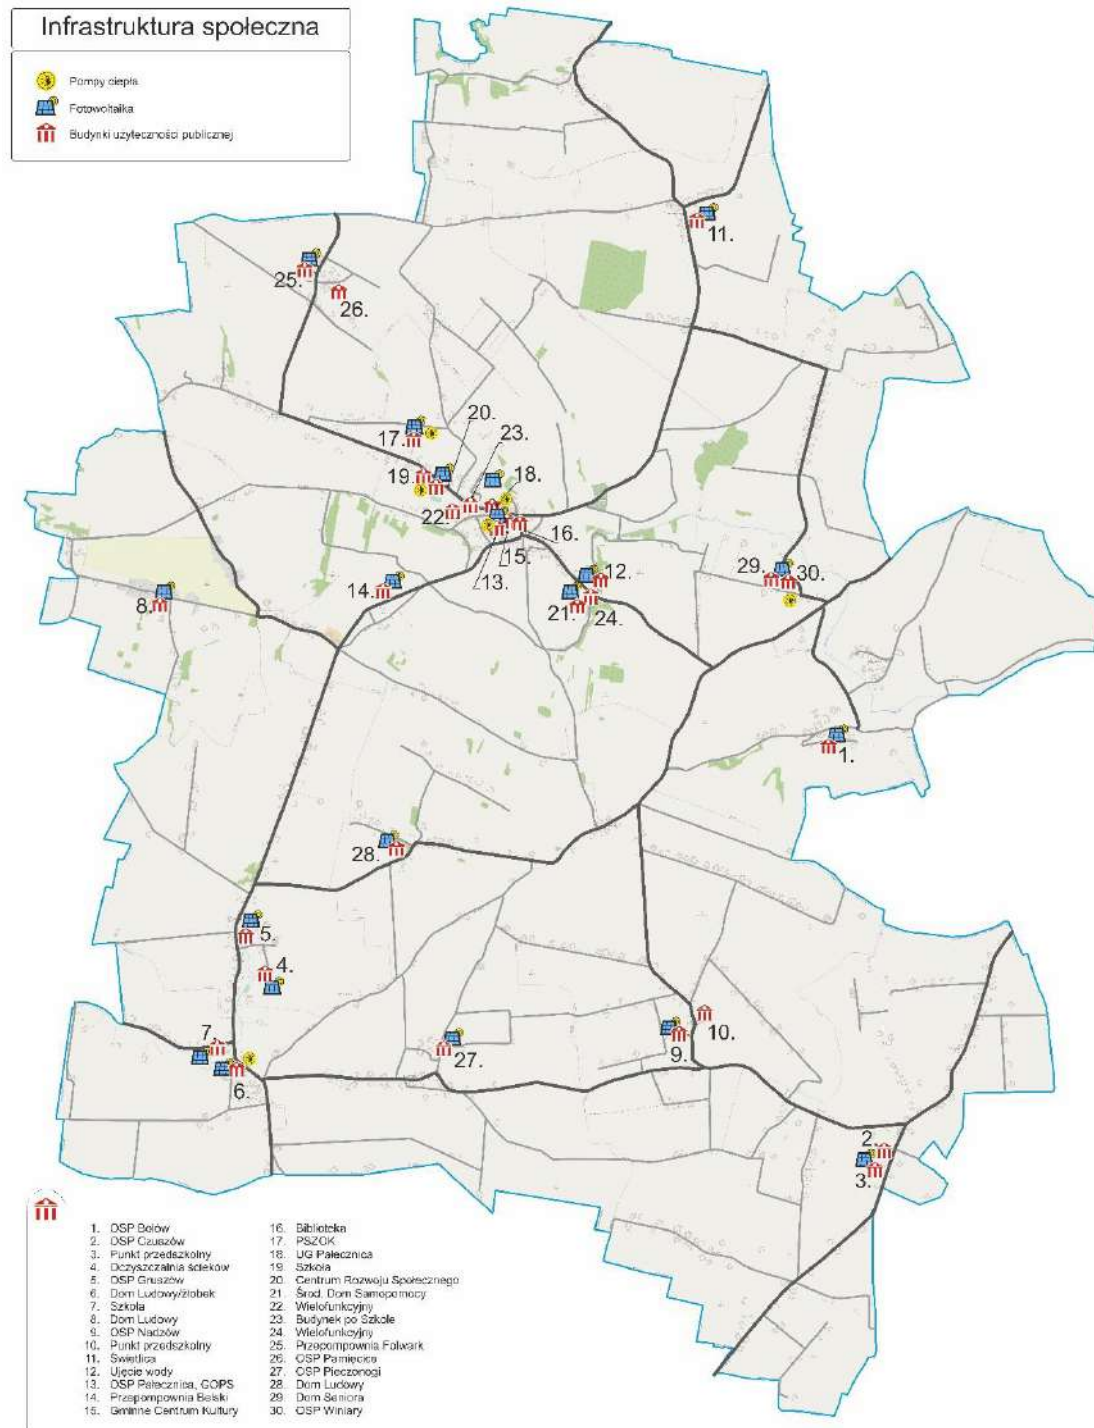 Infrastruktura społeczna
Pompy ciepła
Fotowoltaika
Budynki użyteczności publicznej
11.
25.
26.
20.
17.
23.
19.
18.
22.
16.
15.
13.
12.
14.
21.
24.
29.
30.
8.
1.
28.
5.
4.
7.
6.
27.
10.
9.
2.
3.
1. OSP Bolów
2. OSP Czuszów
3. Punkt przedszkolny
4. Oczyszczalnia ścieków
5. OSP Gruszów
6. Dom Ludowy/żłobek
7. Szkoła
8. Dom Ludowy
9. OSP Nadzów
10. Punkt przedszkolny
11. Świetlica
12. Ujęcie wody
13. OSP Pałecznica, GOPS
14. Przepompownia Belski
15. Gminne Centrum Kultury
16. Biblioteka
17. PSZOK
18. UG Pałecznica
19. Szkoła
20. Centrum Rozwoju Społecznego
21. Środ. Dom Samopomocy
22. Wielofunkcyjny
23. Budynek po Szkole
24. Wielofunkcyjny
25. Przepompownia Folwark
26. OSP Pamięcice
27. OSP Pieczonogi
28. Dom Ludowy
29. Dom Seniora
30. OSP Winiary